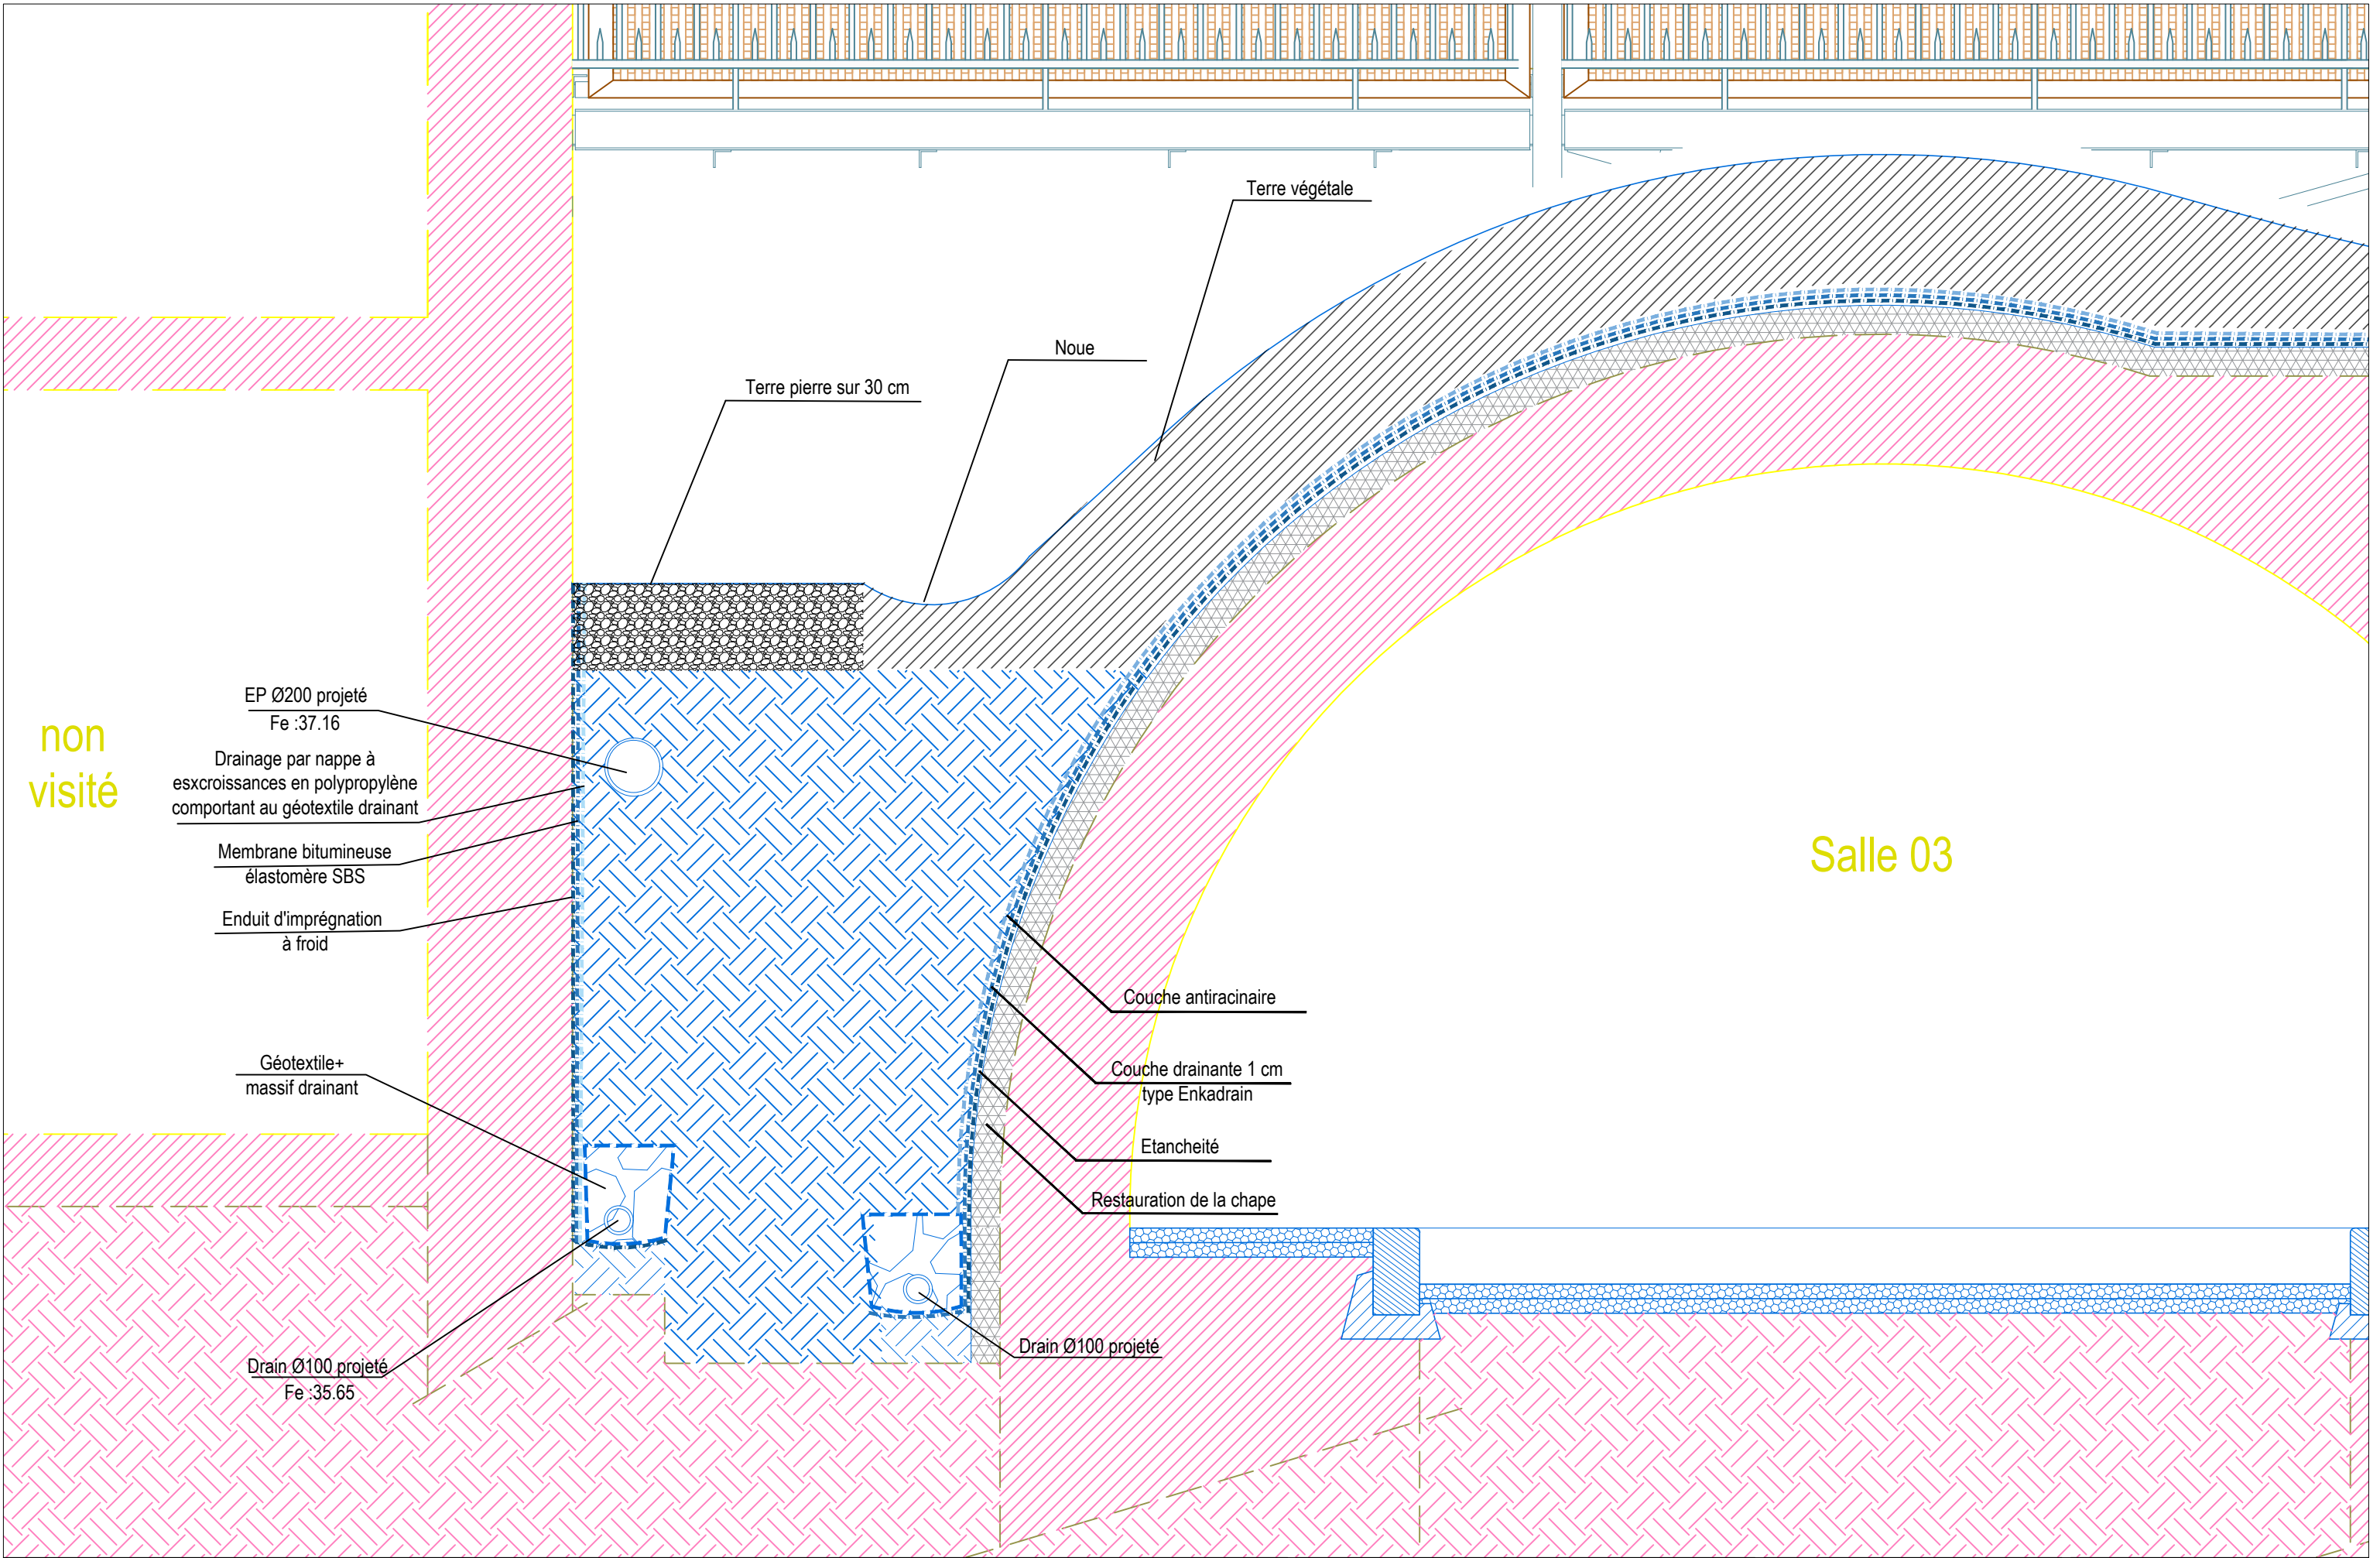 Terre végétale
Noue
Terre pierre sur 30 cm
EP Ø200 projeté
Fe :37.16
Drainage par nappe à
esxcroissances en polypropylène
comportant au géotextile drainant
Membrane bitumineuse
élastomère SBS
Enduit d'imprégnation
à froid
non
visité
Salle 03
Géotextile+
massif drainant
Couche antiracinaire
Couche drainante 1 cm
type Enkadrain
Etancheité
Restauration de la chape
Drain Ø100 projeté
Drain Ø100 projeté
Fe :35.65